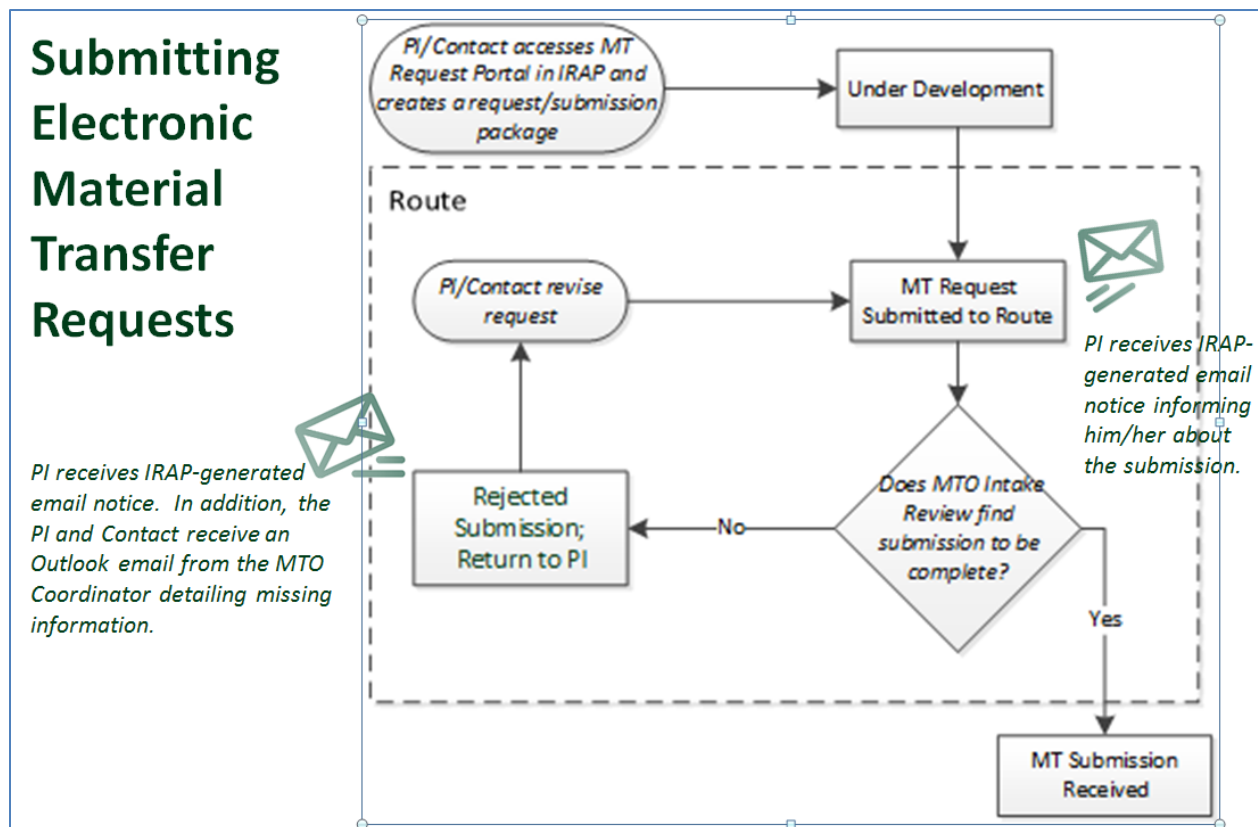 Submitting
Electronic
Material
Transfer
Requests
PI/Contact accesses MT
Request Portal in IRAP and
creates a request/submission
package
Under Development
Route
PI/Contact revise
request
MT Request
Submitted to Route
PI receives IRAP-
generated email
notice informing
him/her about
the submission.
PI receives IRAP-generated
email notice.  In addition, the
PI and Contact receive an
Outlook email from the MTO
Coordinator detailing missing
information.
Rejected
Submission;
Return to PI
No
Does MTO Intake
Review find
submission to be
complete?
Yes
MT Submission
Received